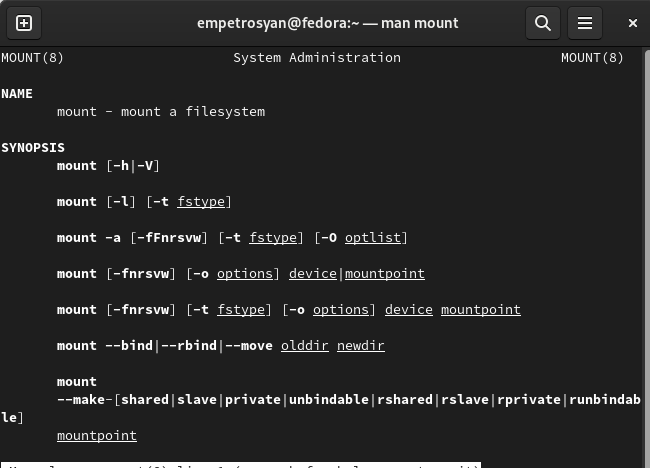 empetrosyan@fedora:~ — man mount
MOUNT(8) System Administration MOUNT(8)
NAME
mount - mount a filesystem
SYNOPSIS
mount [-h|-V]
mount [-l] [-t fstype]
mount -a [-fFnrsvw] [-t fstype] [-O optlist]
mount [-fnrsvw] [-o options] device|mountpoint
mount [-fnrsvw] [-t fstype] [-o options] device mountpoint
mount --bind|--rbind|--move olddir newdir
mount
--make-[shared|slave|private|unbindable|rshared|rslave|rprivate|runbindab
le]
mountpoint